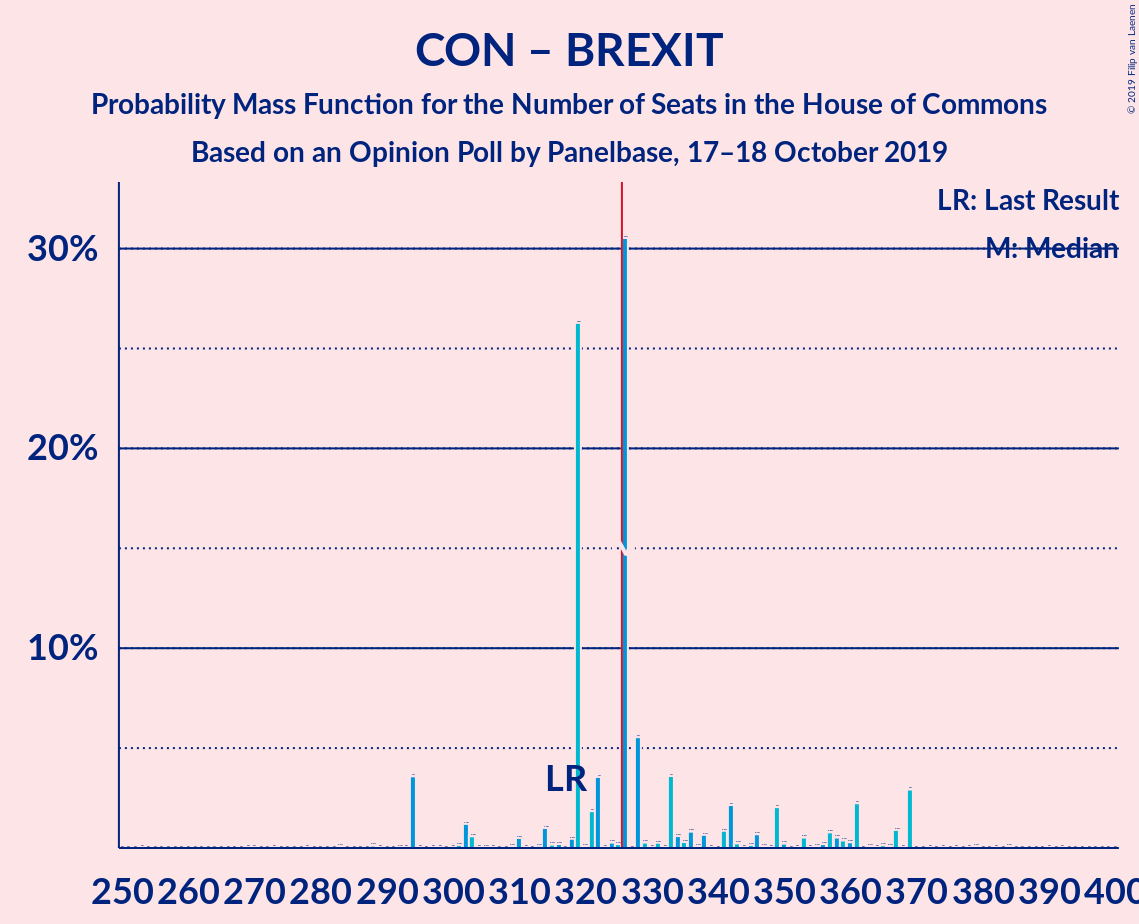 CON – BREXIT
Probability Mass Function for the Number of Seats in the House of Commons
Based on an Opinion Poll by Panelbase, 17–18 October 2019
© 2019 Filip van Laenen
LR: Last Result
M: Median
30%
20%
10%
LR
250 260 270 280 290 300 310 320 330 340 350 360 370 380 390 400